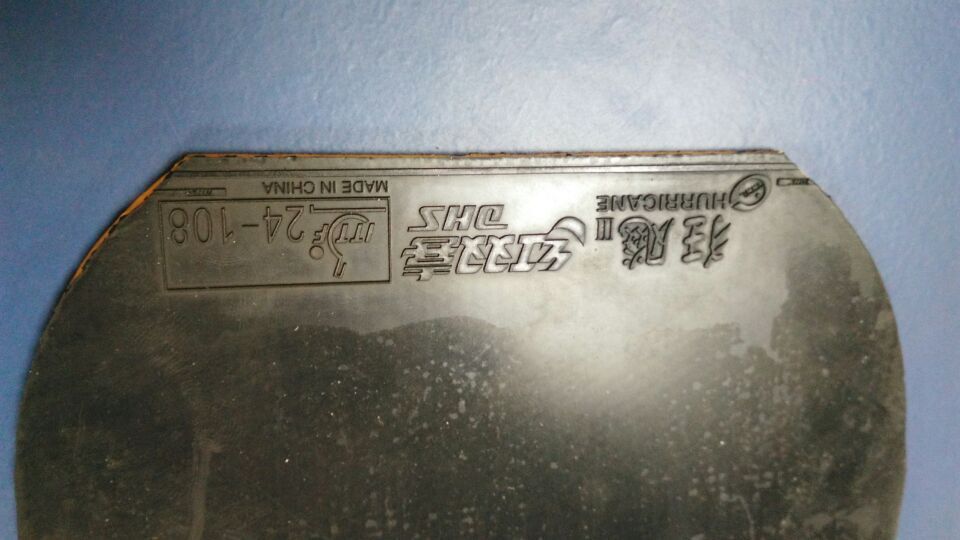 狂飚 II
HURRICANE
红双喜
DHS
ITTF 24-108
MADE IN CHINA